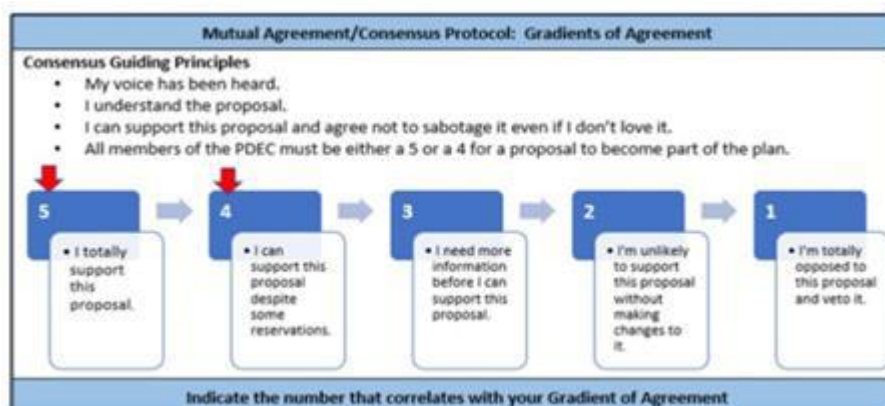 Mutual Agreement/Consensus Protocol: Gradients of Agreement
Consensus Guiding Principles
• My voice has been heard.
• I understand the proposal.
• I can support this proposal and agree not to sabotage it even if I don't love it.
• All members of the PDEC must be either a 5 or a 4 for a proposal to become part of the plan.
5
• I totally
support
this
proposal.
4
• I can
support this
proposal
despite
some
reservations.
3
• I need more
information
before I can
support this
proposal.
2
• I'm unlikely
to support
this proposal
without
making
changes to
it.
1
• I'm totally
opposed to
this proposal
and veto it.
Indicate the number that correlates with your Gradient of Agreement